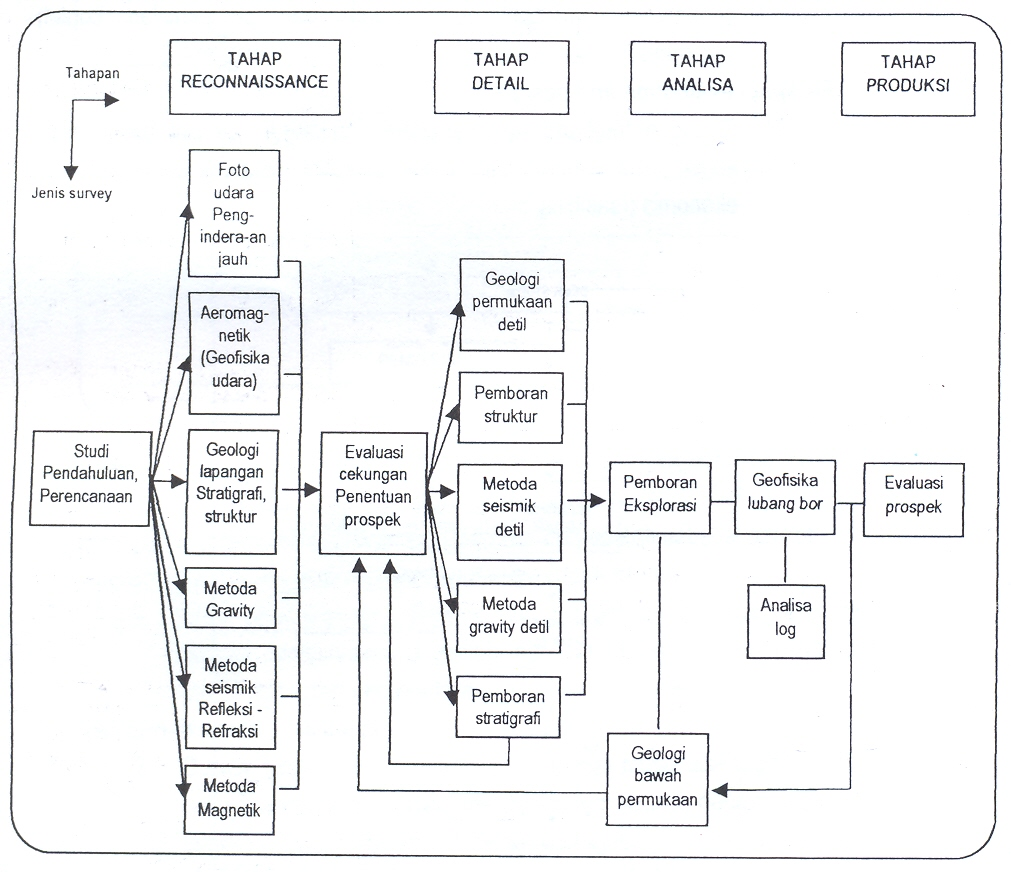 TAHAP
RECONNAISSANCE
TAHAP
DETAIL
TAHAP
ANALISA
TAHAP
PRODUKSI
Tahapan
Jenis survey
Foto
udara
Peng-
indera-an
jauh
Aeromag-
netik
(Geofisika
udara)
Geologi
lapangan
Stratigrafi,
struktur
Metoda
Gravity
Metoda
seismik
Refleksi -
Refraksi
Metoda
Magnetik
Studi
Pendahuluan,
Perencanaan
Evaluasi
cekungan
Penentuan
prospek
Geologi
permukaan
detil
Pemboran
struktur
Metoda
seismik
detil
Metoda
gravity detil
Pemboran
stratigrafi
Pemboran
Eksplorasi
Geofisika
lubang bor
Evaluasi
prospek
Analisa
log
Geologi
bawah
permukaan